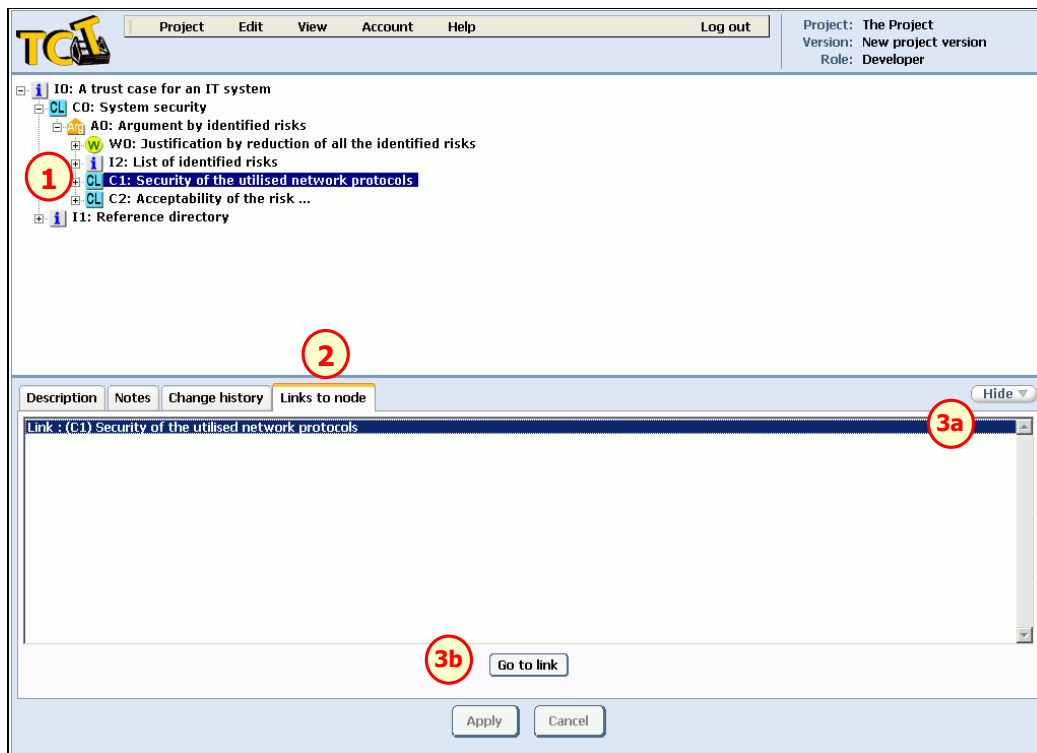 TCT
Project Edit View Account Help Log out
Project: The Project
Version: New project version
Role: Developer
i I0: A trust case for an IT system
CL C0: System security
Arg A0: Argument by identified risks
W W0: Justification by reduction of all the identified risks
i I2: List of identified risks
1
CL C1: Security of the utilised network protocols
CL C2: Acceptability of the risk ...
i I1: Reference directory
2
Description Notes Change history Links to node Hide
Link : (C1) Security of the utilised network protocols
3a
3b
Go to link
Apply Cancel